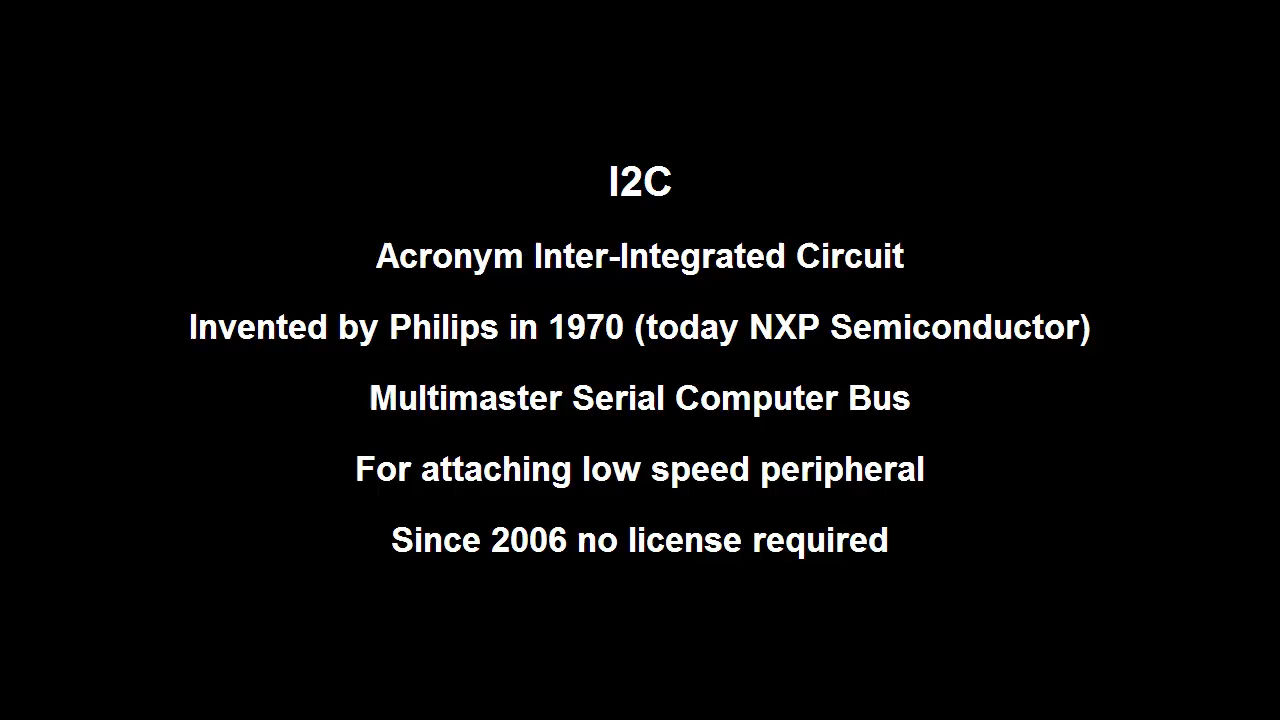 I2C
Acronym Inter-Integrated Circuit
Invented by Philips in 1970 (today NXP Semiconductor)
Multimaster Serial Computer Bus
For attaching low speed peripheral
Since 2006 no license required